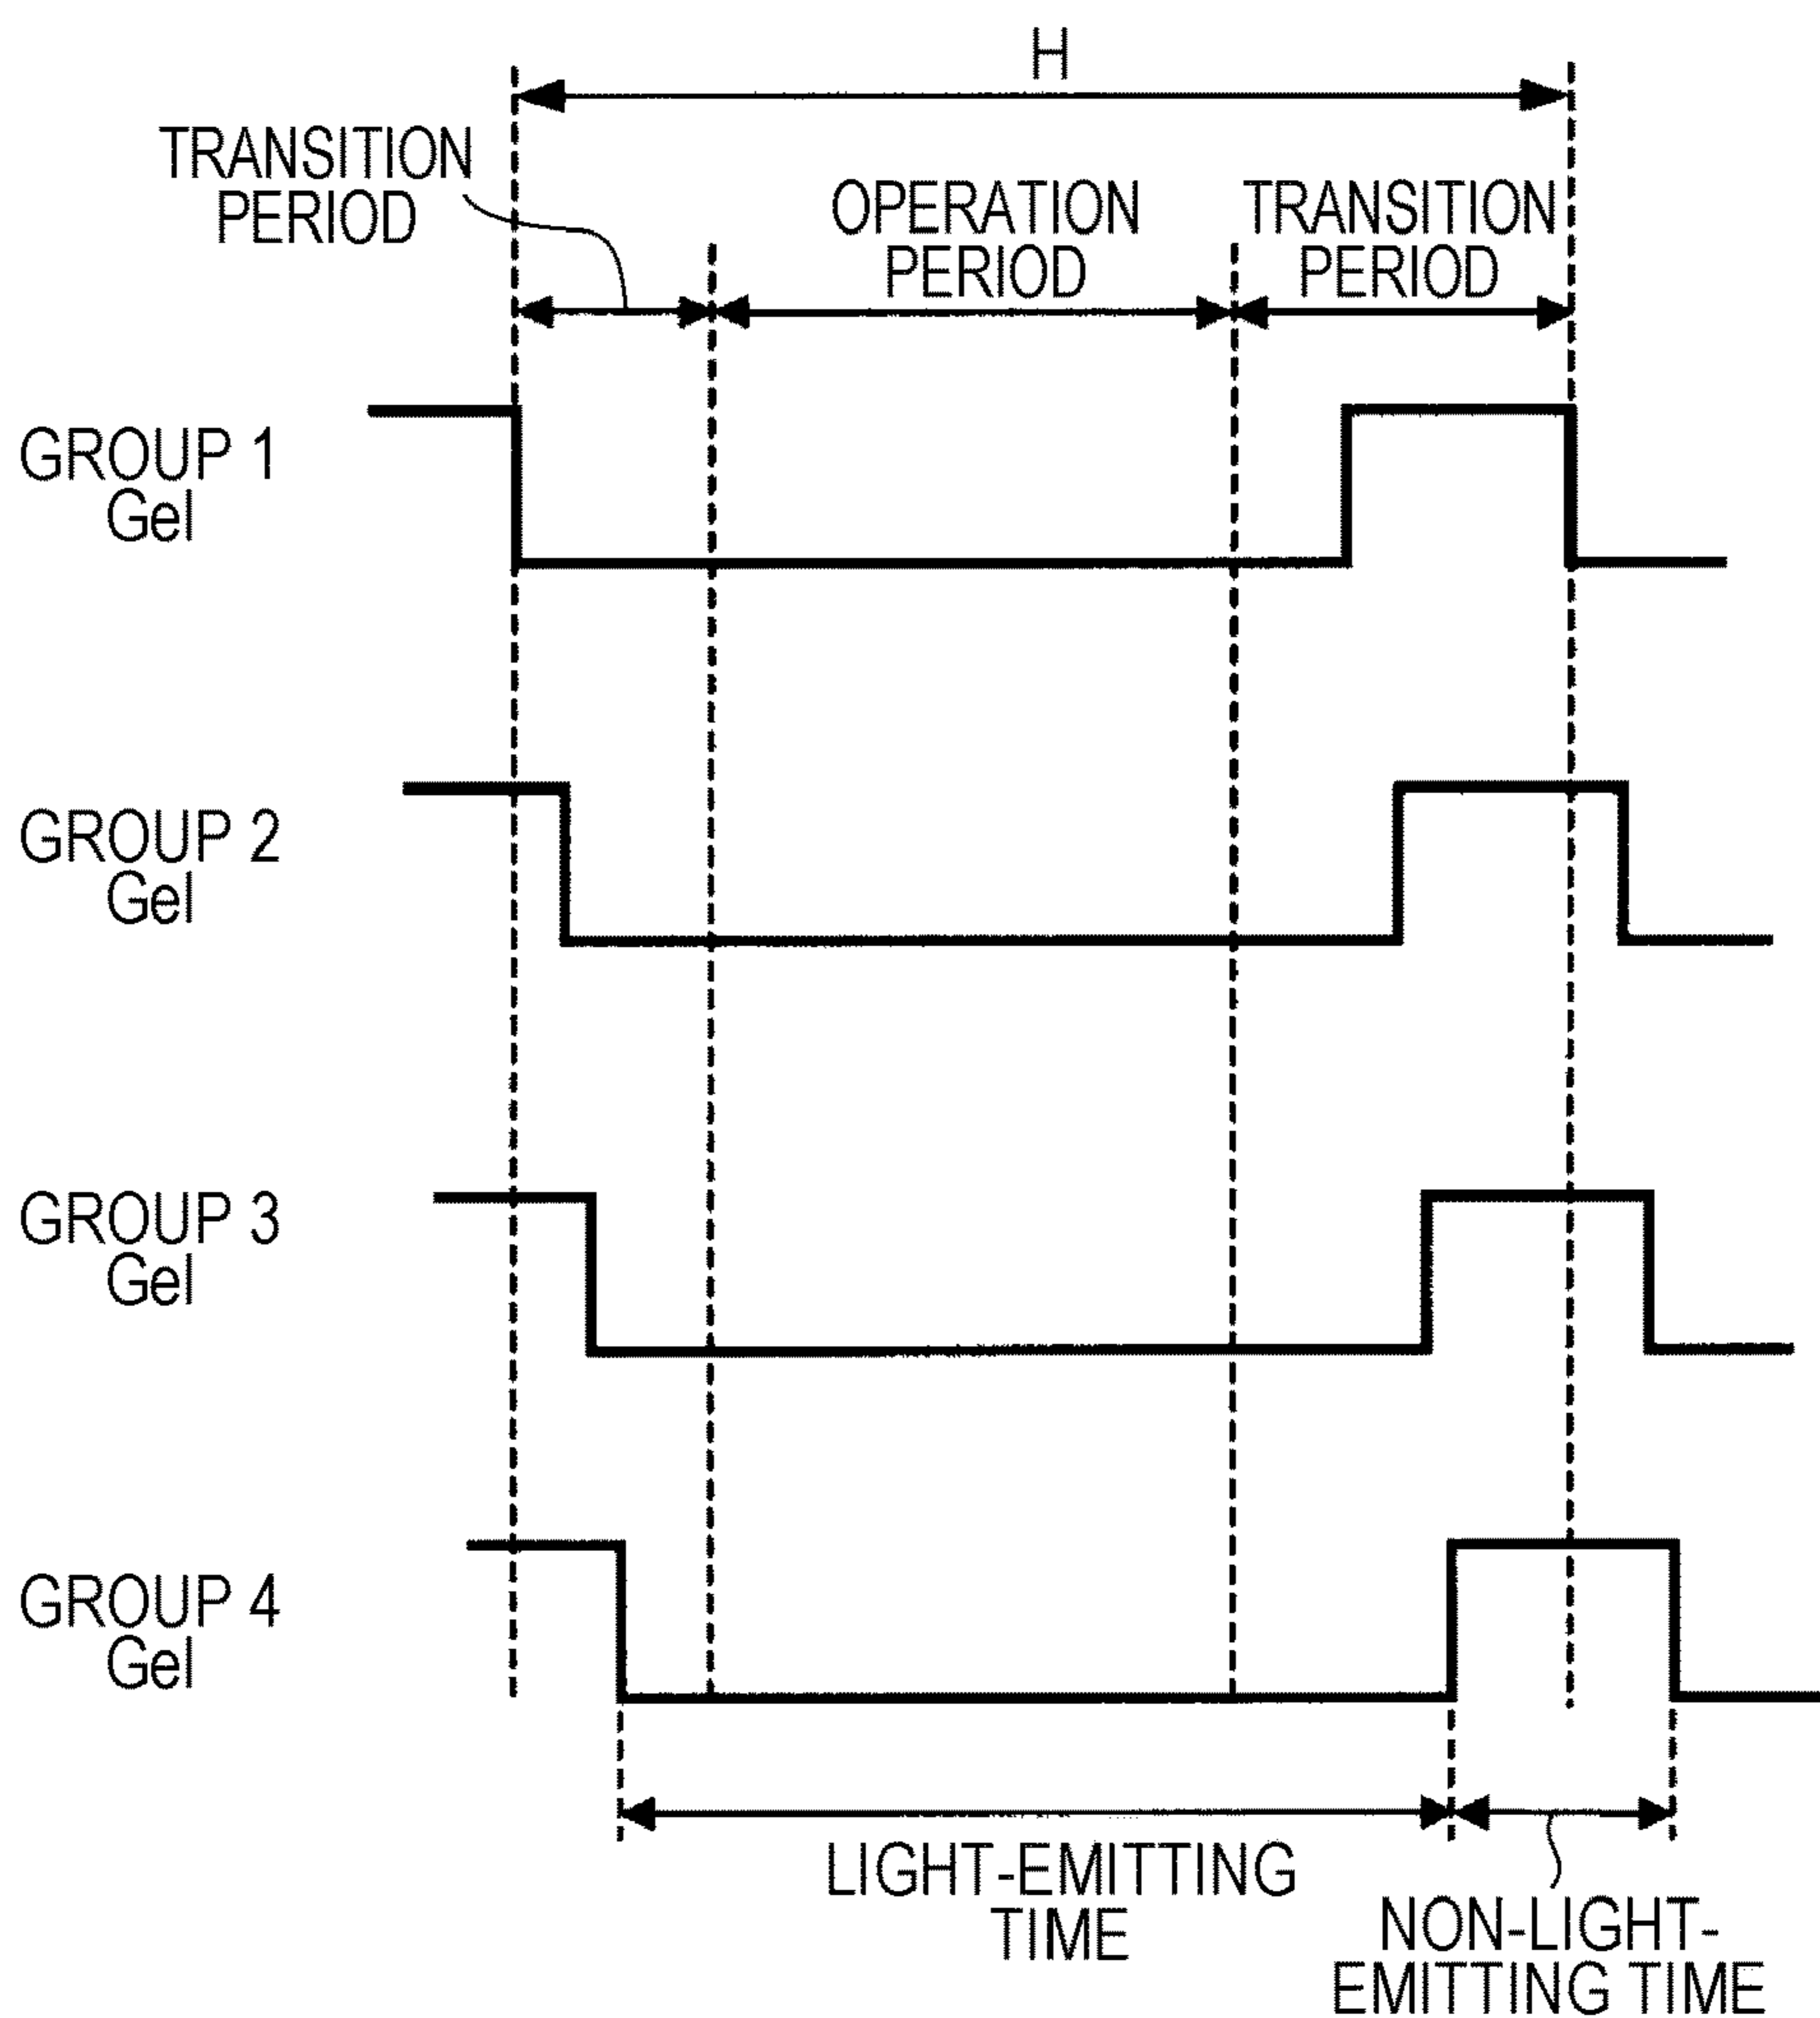 H
TRANSITION
PERIOD
OPERATION
PERIOD
TRANSITION
PERIOD
GROUP 1
Gel
GROUP 2
Gel
GROUP 3
Gel
GROUP 4
Gel
LIGHT-EMITTING
TIME
NON-LIGHT-
EMITTING TIME